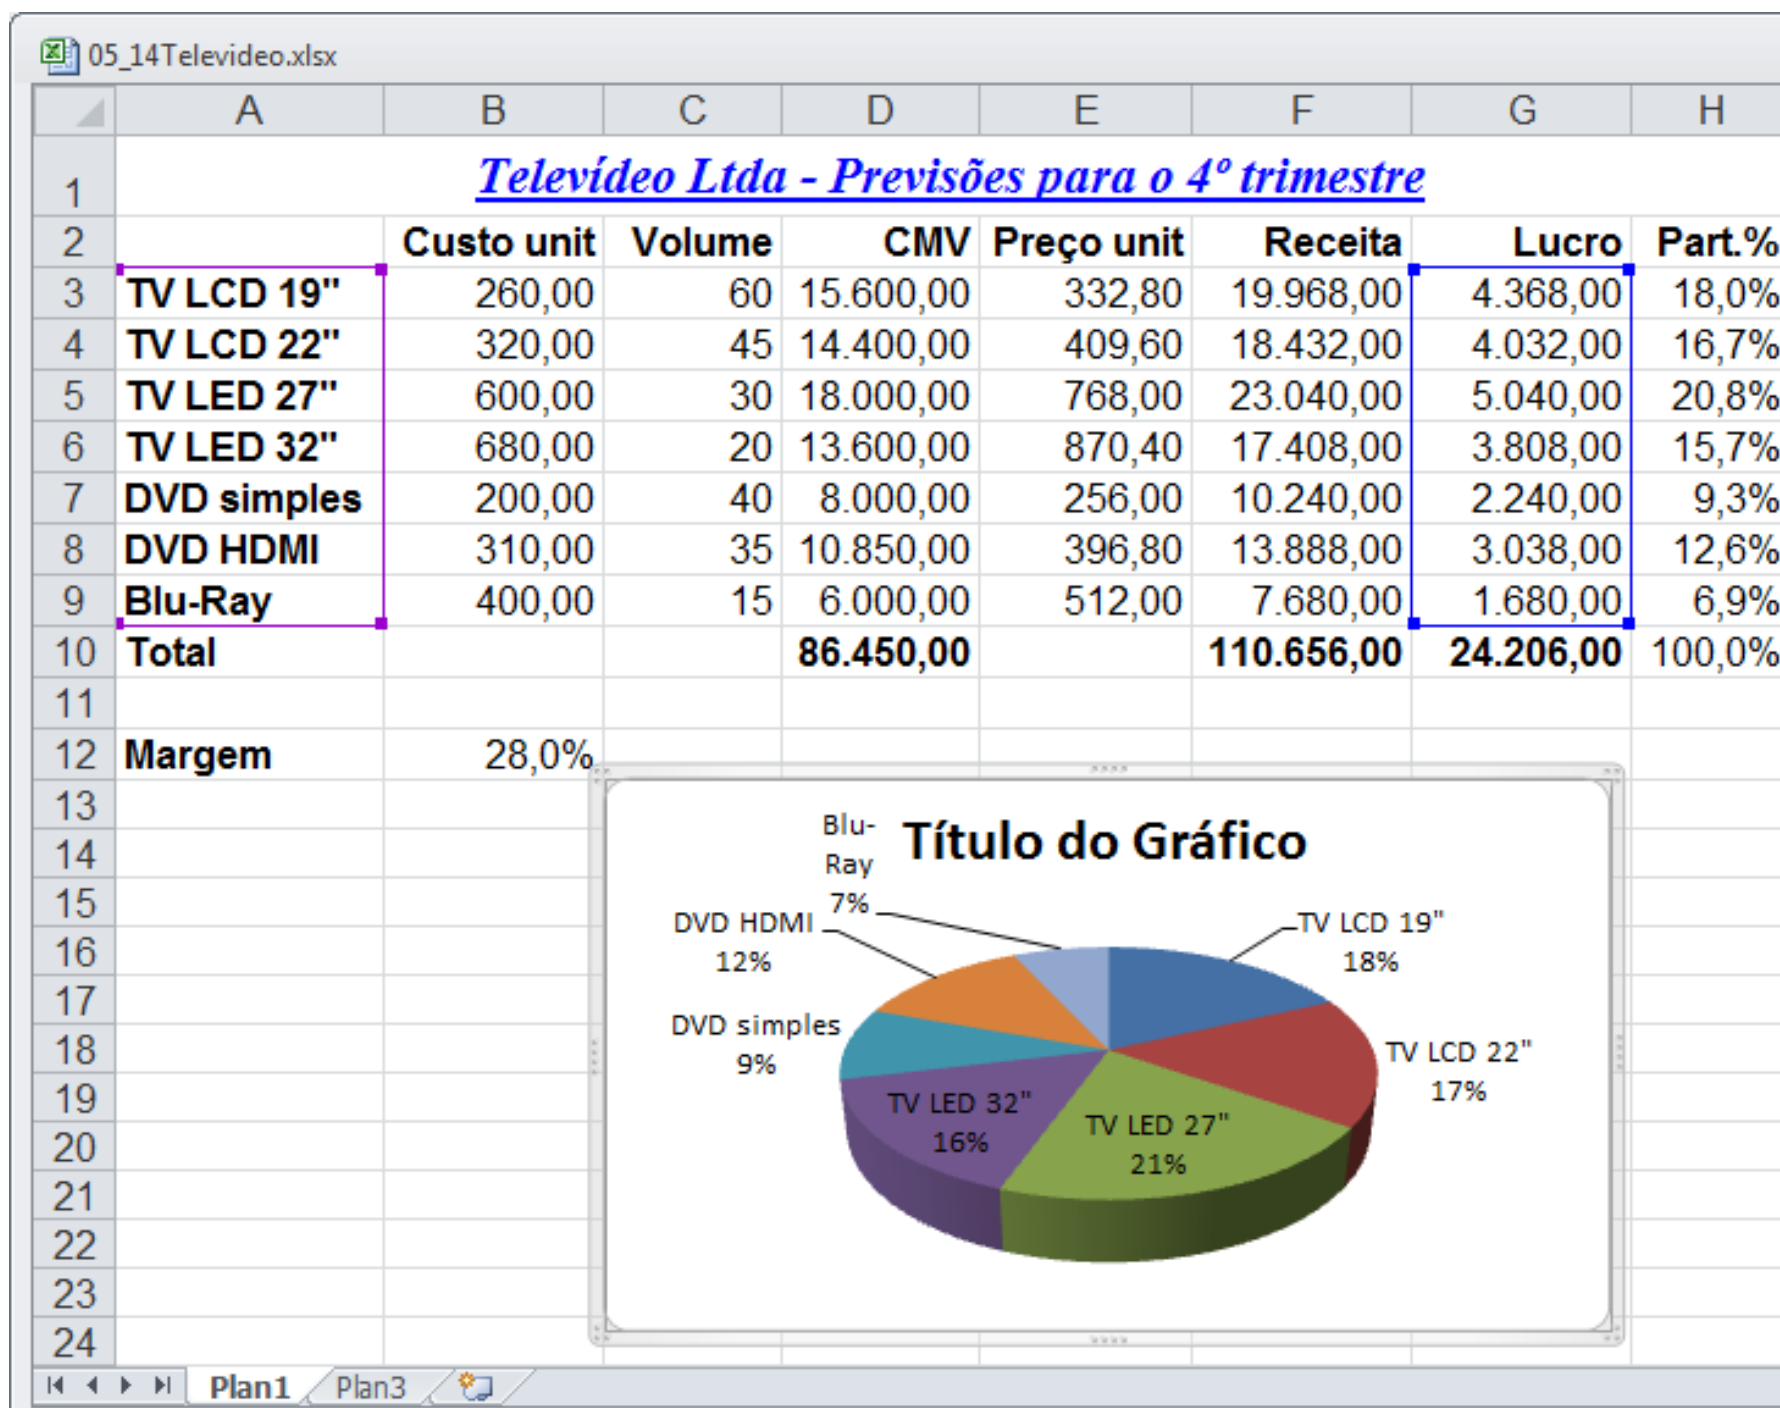 05_14Televideo.xlsx
A B C D E F G H
1 Televídeo Ltda - Previsões para o 4º trimestre
2 Custo unit Volume CMV Preço unit Receita Lucro Part.%
3 TV LCD 19" 260,00 60 15.600,00 332,80 19.968,00 4.368,00 18,0%
4 TV LCD 22" 320,00 45 14.400,00 409,60 18.432,00 4.032,00 16,7%
5 TV LED 27" 600,00 30 18.000,00 768,00 23.040,00 5.040,00 20,8%
6 TV LED 32" 680,00 20 13.600,00 870,40 17.408,00 3.808,00 15,7%
7 DVD simples 200,00 40 8.000,00 256,00 10.240,00 2.240,00 9,3%
8 DVD HDMI 310,00 35 10.850,00 396,80 13.888,00 3.038,00 12,6%
9 Blu-Ray 400,00 15 6.000,00 512,00 7.680,00 1.680,00 6,9%
10 Total 86.450,00 110.656,00 24.206,00 100,0%
11
12 Margem 28,0%
13
14
15
16
17
18
19
20
21
22
23
24
Título do Gráfico
Blu-
Ray
7%
DVD HDMI
12%
DVD simples
9%
TV LED 32"
16%
TV LED 27"
21%
TV LCD 22"
17%
TV LCD 19"
18%
Plan1 Plan3